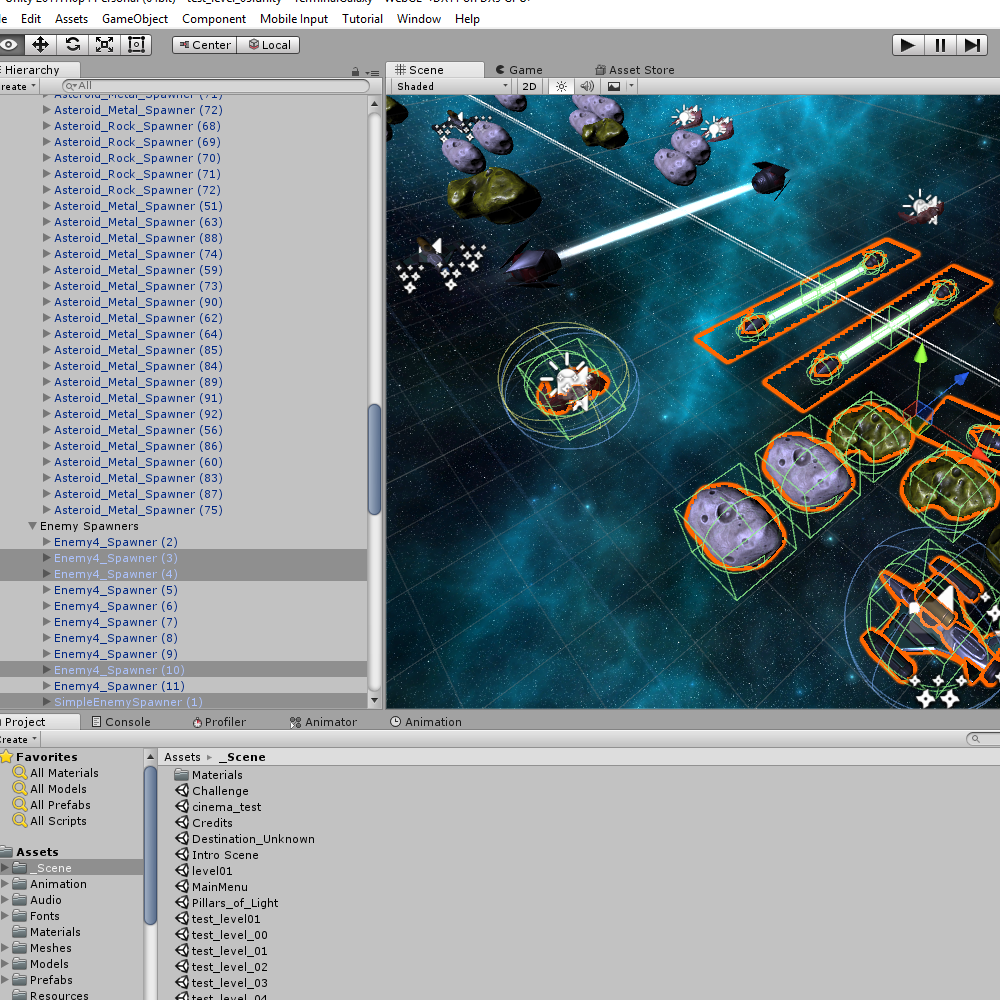 Edit Assets GameObject Component Mobile Input Tutorial Window Help
Center Local
Hierarchy
Scene Game Asset Store
reate All
Shaded 2D
Asteroid_Metal_Spawner (71)
Asteroid_Metal_Spawner (72)
Asteroid_Rock_Spawner (68)
Asteroid_Rock_Spawner (69)
Asteroid_Rock_Spawner (70)
Asteroid_Rock_Spawner (71)
Asteroid_Rock_Spawner (72)
Asteroid_Metal_Spawner (51)
Asteroid_Metal_Spawner (63)
Asteroid_Metal_Spawner (88)
Asteroid_Metal_Spawner (74)
Asteroid_Metal_Spawner (59)
Asteroid_Metal_Spawner (73)
Asteroid_Metal_Spawner (90)
Asteroid_Metal_Spawner (62)
Asteroid_Metal_Spawner (64)
Asteroid_Metal_Spawner (85)
Asteroid_Metal_Spawner (84)
Asteroid_Metal_Spawner (89)
Asteroid_Metal_Spawner (91)
Asteroid_Metal_Spawner (92)
Asteroid_Metal_Spawner (56)
Asteroid_Metal_Spawner (86)
Asteroid_Metal_Spawner (60)
Asteroid_Metal_Spawner (83)
Asteroid_Metal_Spawner (87)
Asteroid_Metal_Spawner (75)
Enemy Spawners
Enemy4_Spawner (2)
Enemy4_Spawner (3)
Enemy4_Spawner (4)
Enemy4_Spawner (5)
Enemy4_Spawner (6)
Enemy4_Spawner (7)
Enemy4_Spawner (8)
Enemy4_Spawner (9)
Enemy4_Spawner (10)
Enemy4_Spawner (11)
SimpleEnemySpawner (1)
Project Console Profiler Animator Animation
reate
Favorites
All Materials
All Models
All Prefabs
All Scripts
Assets
_Scene
Animation
Audio
Fonts
Materials
Meshes
Models
Prefabs
Resources
Assets _Scene
Materials
Challenge
cinema_test
Credits
Destination_Unknown
Intro Scene
level01
MainMenu
Pillars_of_Light
test_level01
test_level_00
test_level_01
test_level_02
test_level_03
test_level_04